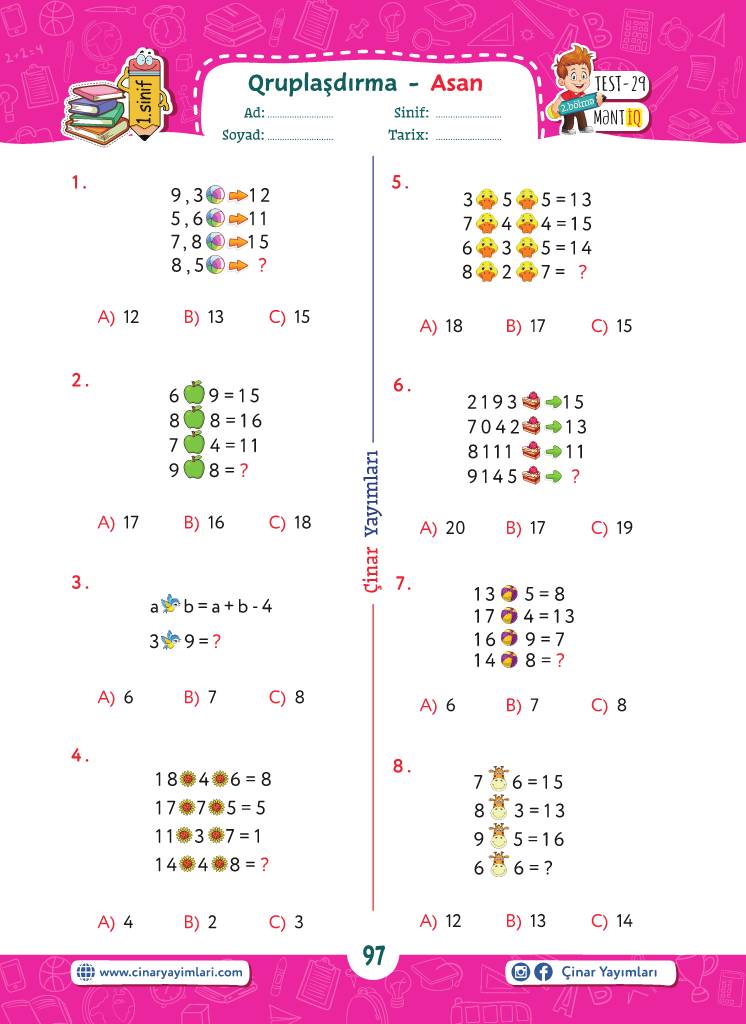 1.sinif
Qruplaşdırma - Asan
Ad: ........................
Sinif: ........................
Soyad: ........................
Tarix: ........................
TEST-29
2.bölmə
MəntIQ
1.
9,3 12
5,6 11
7,8 15
8,5 ?
A) 12 B) 13 C) 15
2.
6 9=15
8 8=16
7 4=11
9 8=?
A) 17 B) 16 C) 18
3.
a b=a+b-4
3 9=?
A) 6 B) 7 C) 8
4.
18 4 6=8
17 7 5=5
11 3 7=1
14 4 8=?
A) 4 B) 2 C) 3
Çinar Yayımları
5.
3 5 5=13
7 4 4=15
6 3 5=14
8 2 7= ?
A) 18 B) 17 C) 15
6.
2193 15
7042 13
8111 11
9145 ?
A) 20 B) 17 C) 19
7.
13 5=8
17 4=13
16 9=7
14 8=?
A) 6 B) 7 C) 8
8.
7 6=15
8 3=13
9 5=16
6 6=?
A) 12 B) 13 C) 14
97
www.cinaryayimlari.com
Çinar Yayımları